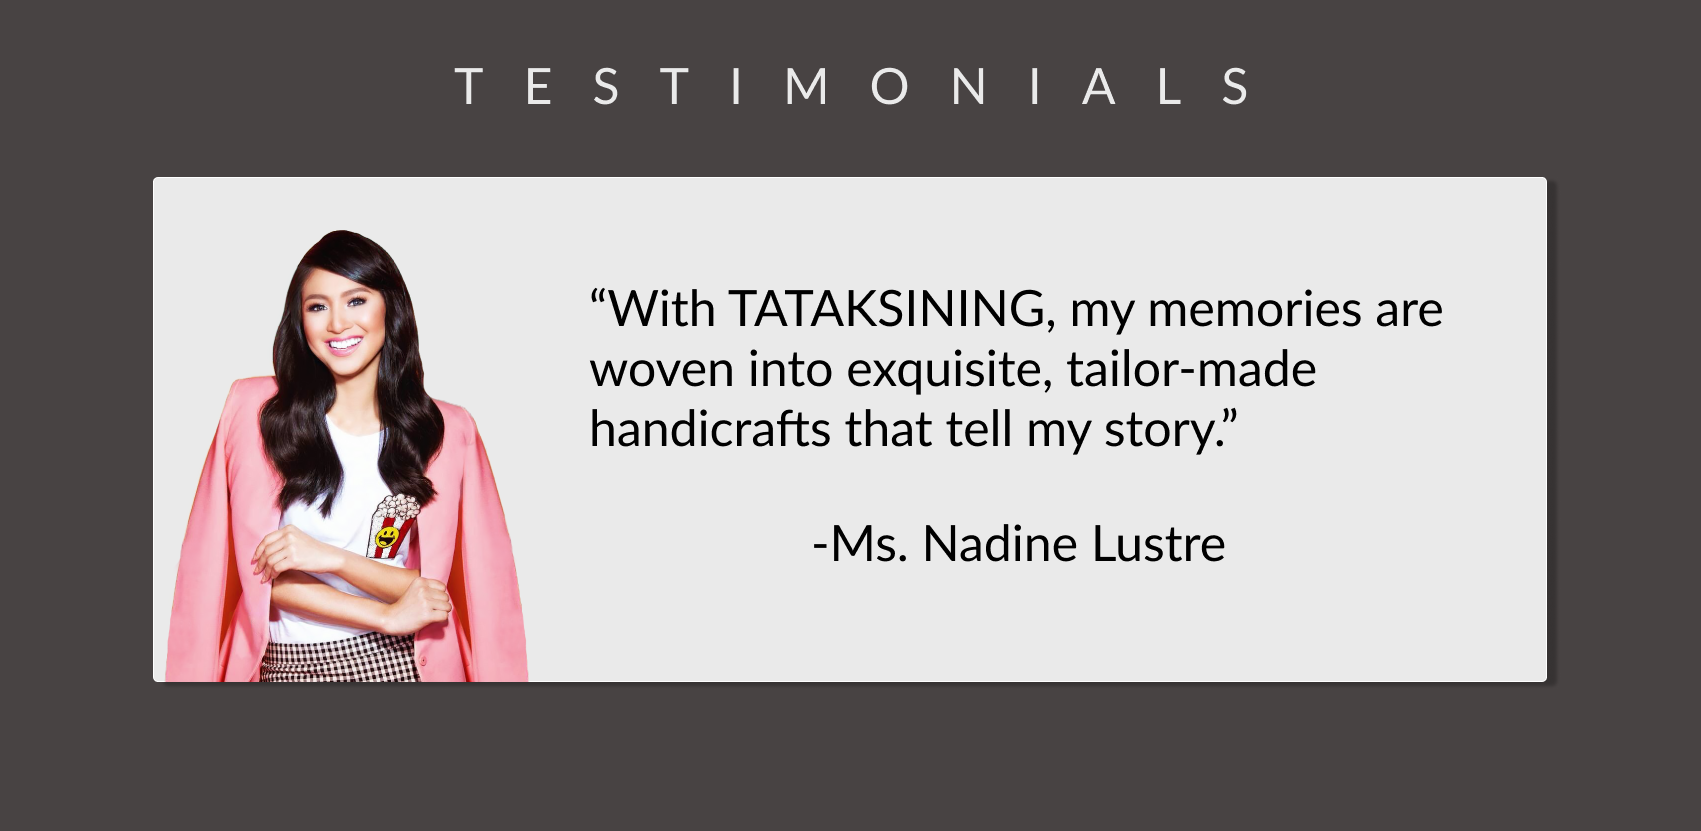 TESTIMONIALS
“With TATAKSINING, my memories are
woven into exquisite, tailor-made
handicrafts that tell my story.”
-Ms. Nadine Lustre